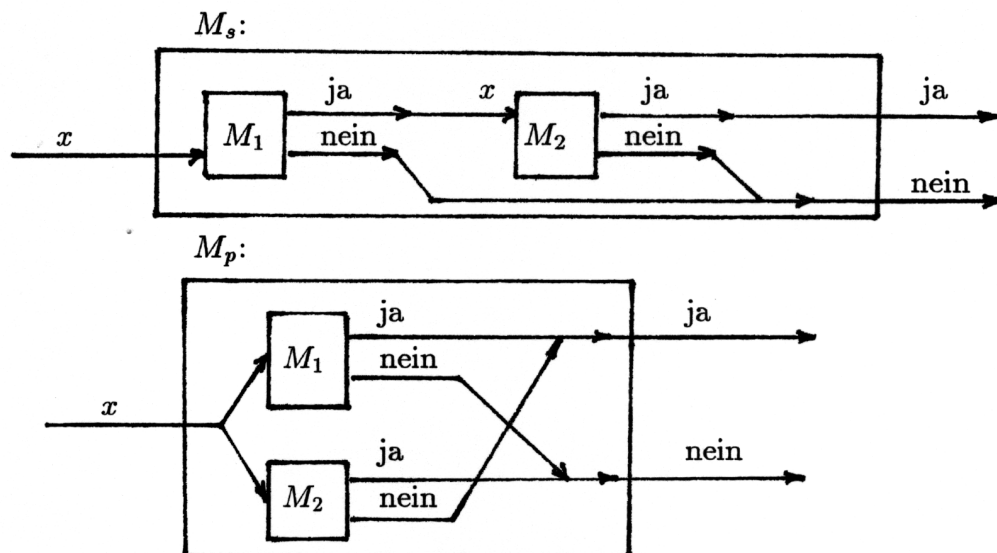 M_s:
ja x ja ja
x M_1 nein M_2 nein
nein
M_p:
ja ja
M_1 nein
x
ja nein
M_2 nein